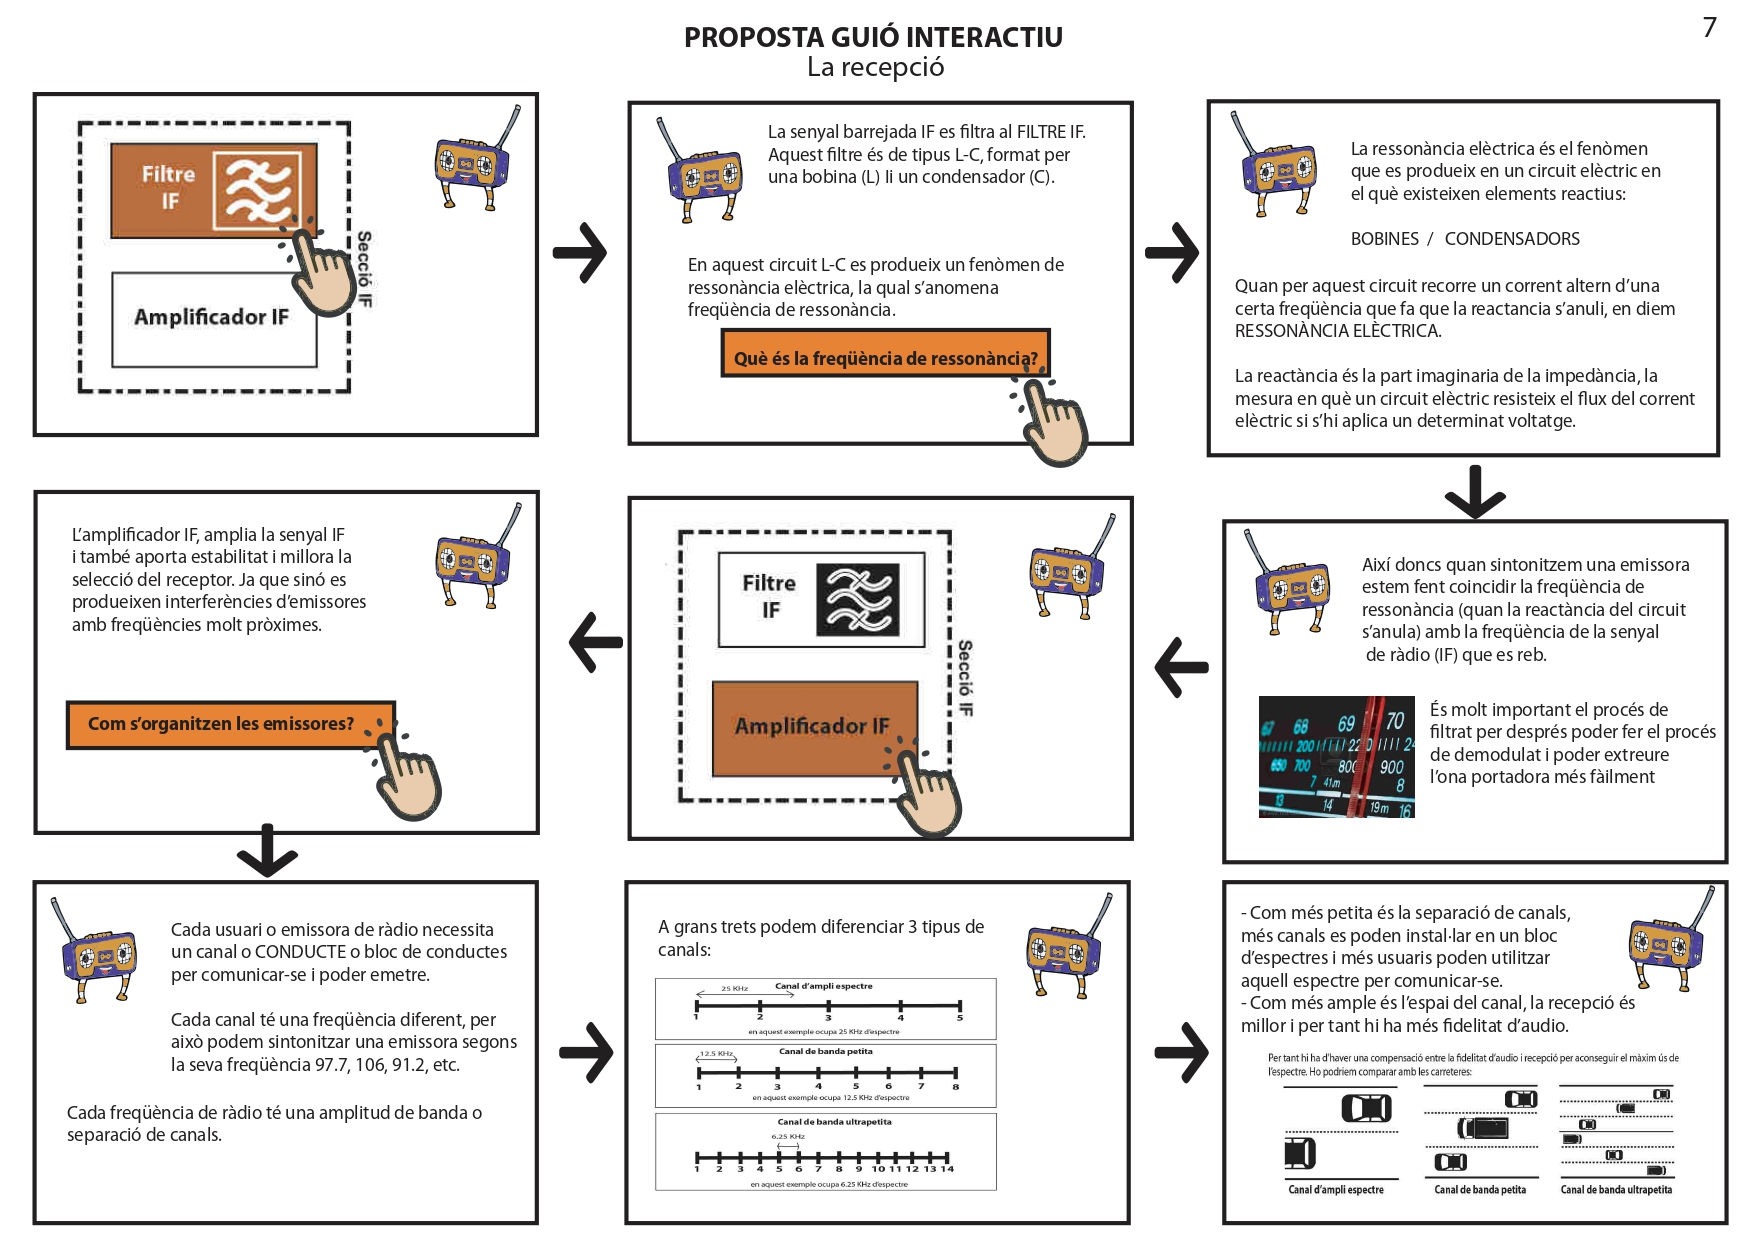 7
PROPOSTA GUIÓ INTERACTIU
La recepció
Filtre
IF
Amplificador IF
Secció IF
La senyal barrejada IF es filtra al FILTRE IF.
Aquest filtre és de tipus L-C, format per
una bobina (L) Ii un condensador (C).
En aquest circuit L-C es produeix un fenòmen de
ressonància elèctrica, la qual s'anomena
freqüència de ressonància.
Què és la freqüència de ressonància?
La ressonància elèctrica és el fenòmen
que es produeix en un circuit elèctric en
el què existeixen elements reactius:
BOBINES / CONDENSADORS
Quan per aquest circuit recorre un corrent altern d'una
certa freqüència que fa que la reactancia s'anuli, en diem
RESSONÀNCIA ELÈCTRICA.
La reactància és la part imaginaria de la impedància, la
mesura en què un circuit elèctric resisteix el flux del corrent
elèctric si s'hi aplica un determinat voltatge.
Així doncs quan sintonitzem una emissora
estem fent coincidir la freqüència de
ressonància (quan la reactància del circuit
s'anula) amb la freqüència de la senyal
de ràdio (IF) que es reb.
67 68 69 70
200 220 24
650 700 800 900
7 41m 8
13 14 19m 16
És molt important el procés de
filtrat per després poder fer el procés
de demodulat i poder extreure
l'ona portadora més fàilment
Filtre
IF
Amplificador IF
Secció IF
L'amplificador IF, amplia la senyal IF
i també aporta estabilitat i millora la
selecció del receptor. Ja que sinó es
produeixen interferències d'emissores
amb freqüències molt pròximes.
Com s'organitzen les emissores?
Cada usuari o emissora de ràdio necessita
un canal o CONDUCTE o bloc de conductes
per comunicar-se i poder emetre.
Cada canal té una freqüència diferent, per
això podem sintonitzar una emissora segons
la seva freqüència 97.7, 106, 91.2, etc.
Cada freqüència de ràdio té una amplitud de banda o
separació de canals.
A grans trets podem diferenciar 3 tipus de
canals:
Canal d'ampli espectre
25 KHz
1 2 3 4 5
en aquest exemple ocupa 25 KHz d'espectre
Canal de banda petita
12.5 KHz
1 2 3 4 5 6 7 8
en aquest exemple ocupa 12.5 KHz d'espectre
Canal de banda ultrapetita
6.25 KHz
1 2 3 4 5 6 7 8 9 10 11 12 13 14
en aquest exemple ocupa 6.25 KHz d'espectre
- Com més petita és la separació de canals,
més canals es poden instal·lar en un bloc
d'espectres i més usuaris poden utilitzar
aquell espectre per comunicar-se.
- Com més ample és l'espai del canal, la recepció és
millor i per tant hi ha més fidelitat d'audio.
Per tant hi ha d'haver una compensació entre la fidelitat d'audio i recepció per aconseguir el màxim ús de
l'espectre. Ho podriem comparar amb les carreteres:
Canal d'ampli espectre
Canal de banda petita
Canal de banda ultrapetita